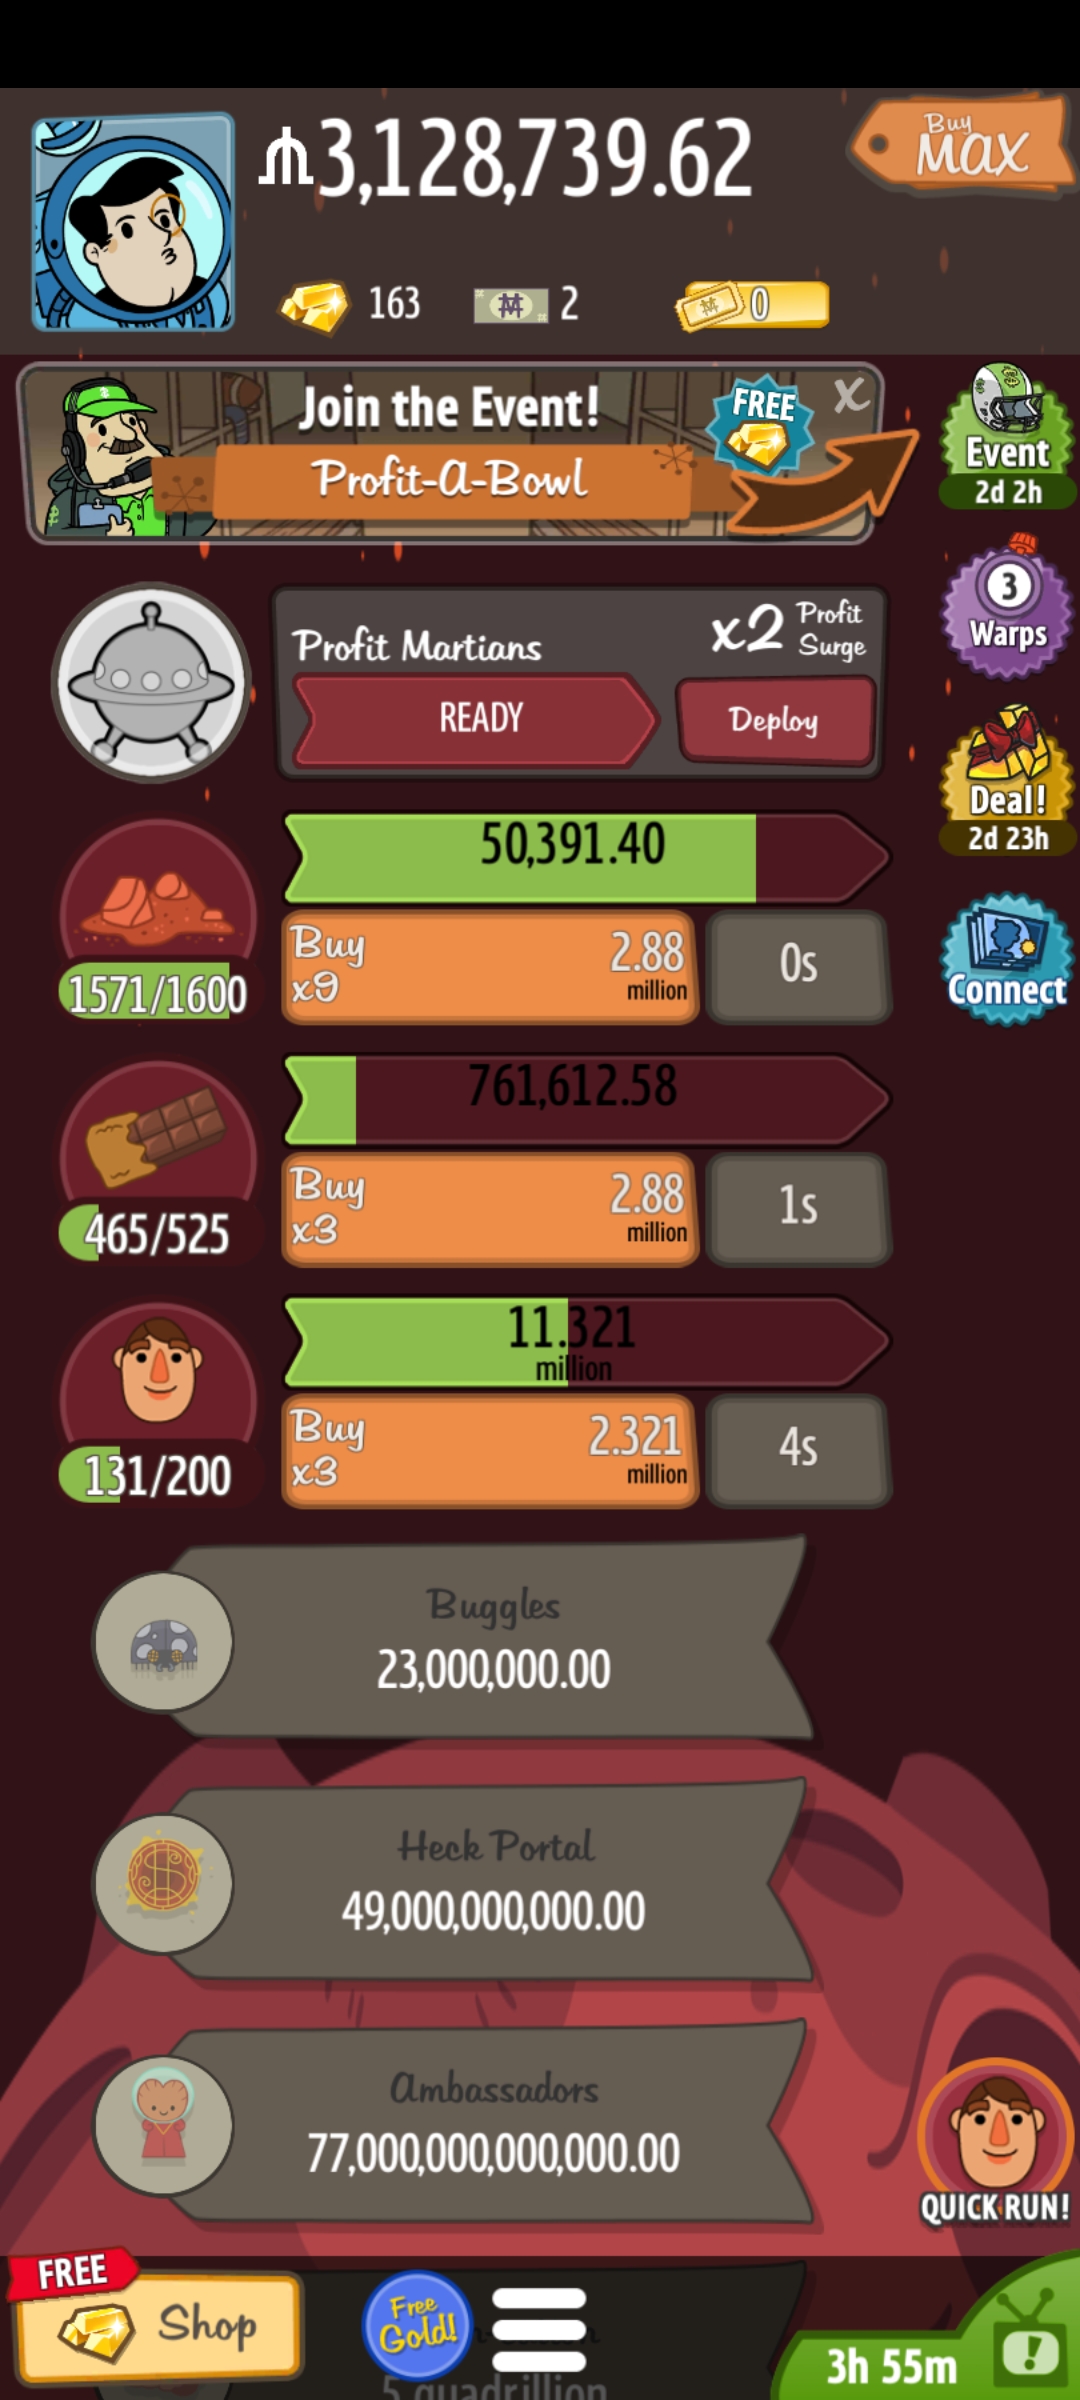 3,128,739.62
Buy
MAX
163
2
0
Join the Event!
FREE
X
Profit-A-Bowl
Event
2d 2h
3
Warps
Profit Martians
x2 Profit
Surge
READY
Deploy
Deal!
2d 23h
50,391.40
1571/1600
Buy
x9
2.88
million
0s
Connect
761,612.58
465/525
Buy
x3
2.88
million
1s
11.321
million
131/200
Buy
x3
2.321
million
4s
Buggles
23,000,000.00
Heck Portal
49,000,000,000.00
Ambassadors
77,000,000,000,000.00
QUICK RUN!
FREE
Shop
Free
Gold!
3h 55m
5 quadrillion